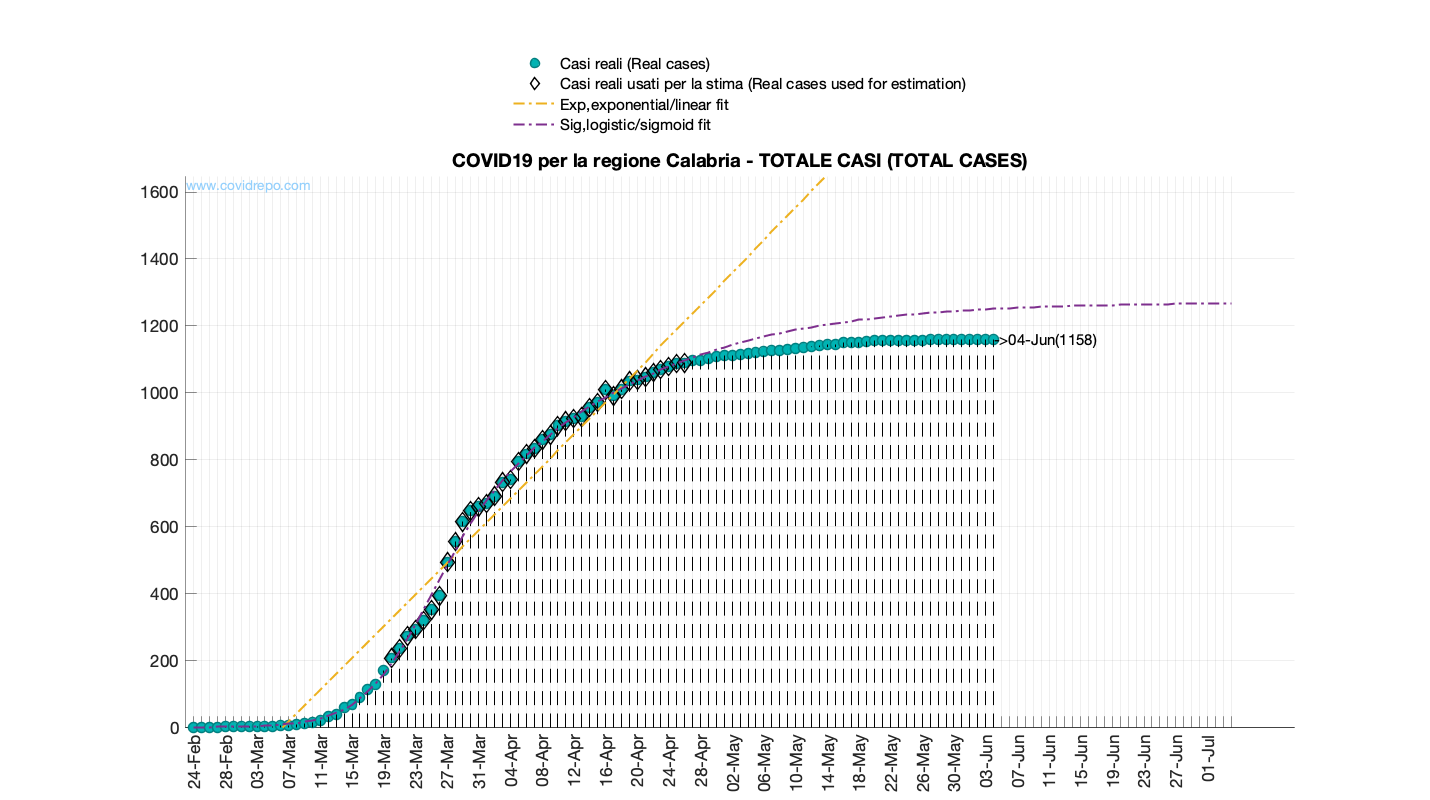 Casi reali (Real cases)
Casi reali usati per la stima (Real cases used for estimation)
Exp,exponential/linear fit
Sig,logistic/sigmoid fit
COVID19 per la regione Calabria - TOTALE CASI (TOTAL CASES)
www.covidrepo.com
1600
1400
1200
1000
800
600
400
200
0
->04-Jun(1158)
24-Feb
28-Feb
03-Mar
07-Mar
11-Mar
15-Mar
19-Mar
23-Mar
27-Mar
31-Mar
04-Apr
08-Apr
12-Apr
16-Apr
20-Apr
24-Apr
28-Apr
02-May
06-May
10-May
14-May
18-May
22-May
26-May
30-May
03-Jun
07-Jun
11-Jun
15-Jun
19-Jun
23-Jun
27-Jun
01-Jul